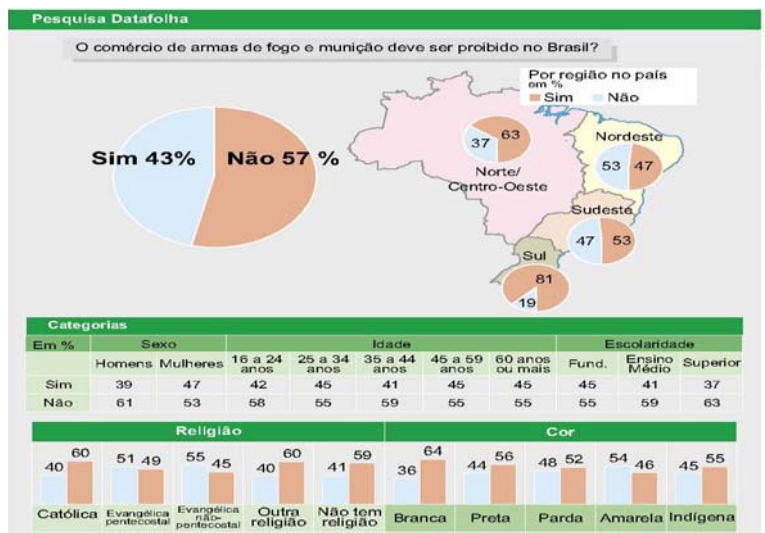 Pesquisa Datafolha
O comércio de armas de fogo e munição deve ser proibido no Brasil?
Por região no país
em %
Sim Não
Sim 43% Não 57 %
37 63
Norte/
Centro-Oeste
Nordeste
53 47
Sudeste
47 53
Sul
81
19
Categorias
Em % Sexo Idade Escolaridade
Homens Mulheres 16 a 24 anos 25 a 34 anos 35 a 44 anos 45 a 59 anos 60 anos ou mais Fund. Ensino Médio Superior
Sim 39 47 42 45 41 45 45 45 41 37
Não 61 53 58 55 59 55 55 55 59 63
Religião Cor
40 60 51 49 55 45 40 60 41 59 36 64 44 56 48 52 54 46 45 55
Católica Evangélica pentecostal Evangélica não-pentecostal Outra religião Não tem religião Branca Preta Parda Amarela Indígena